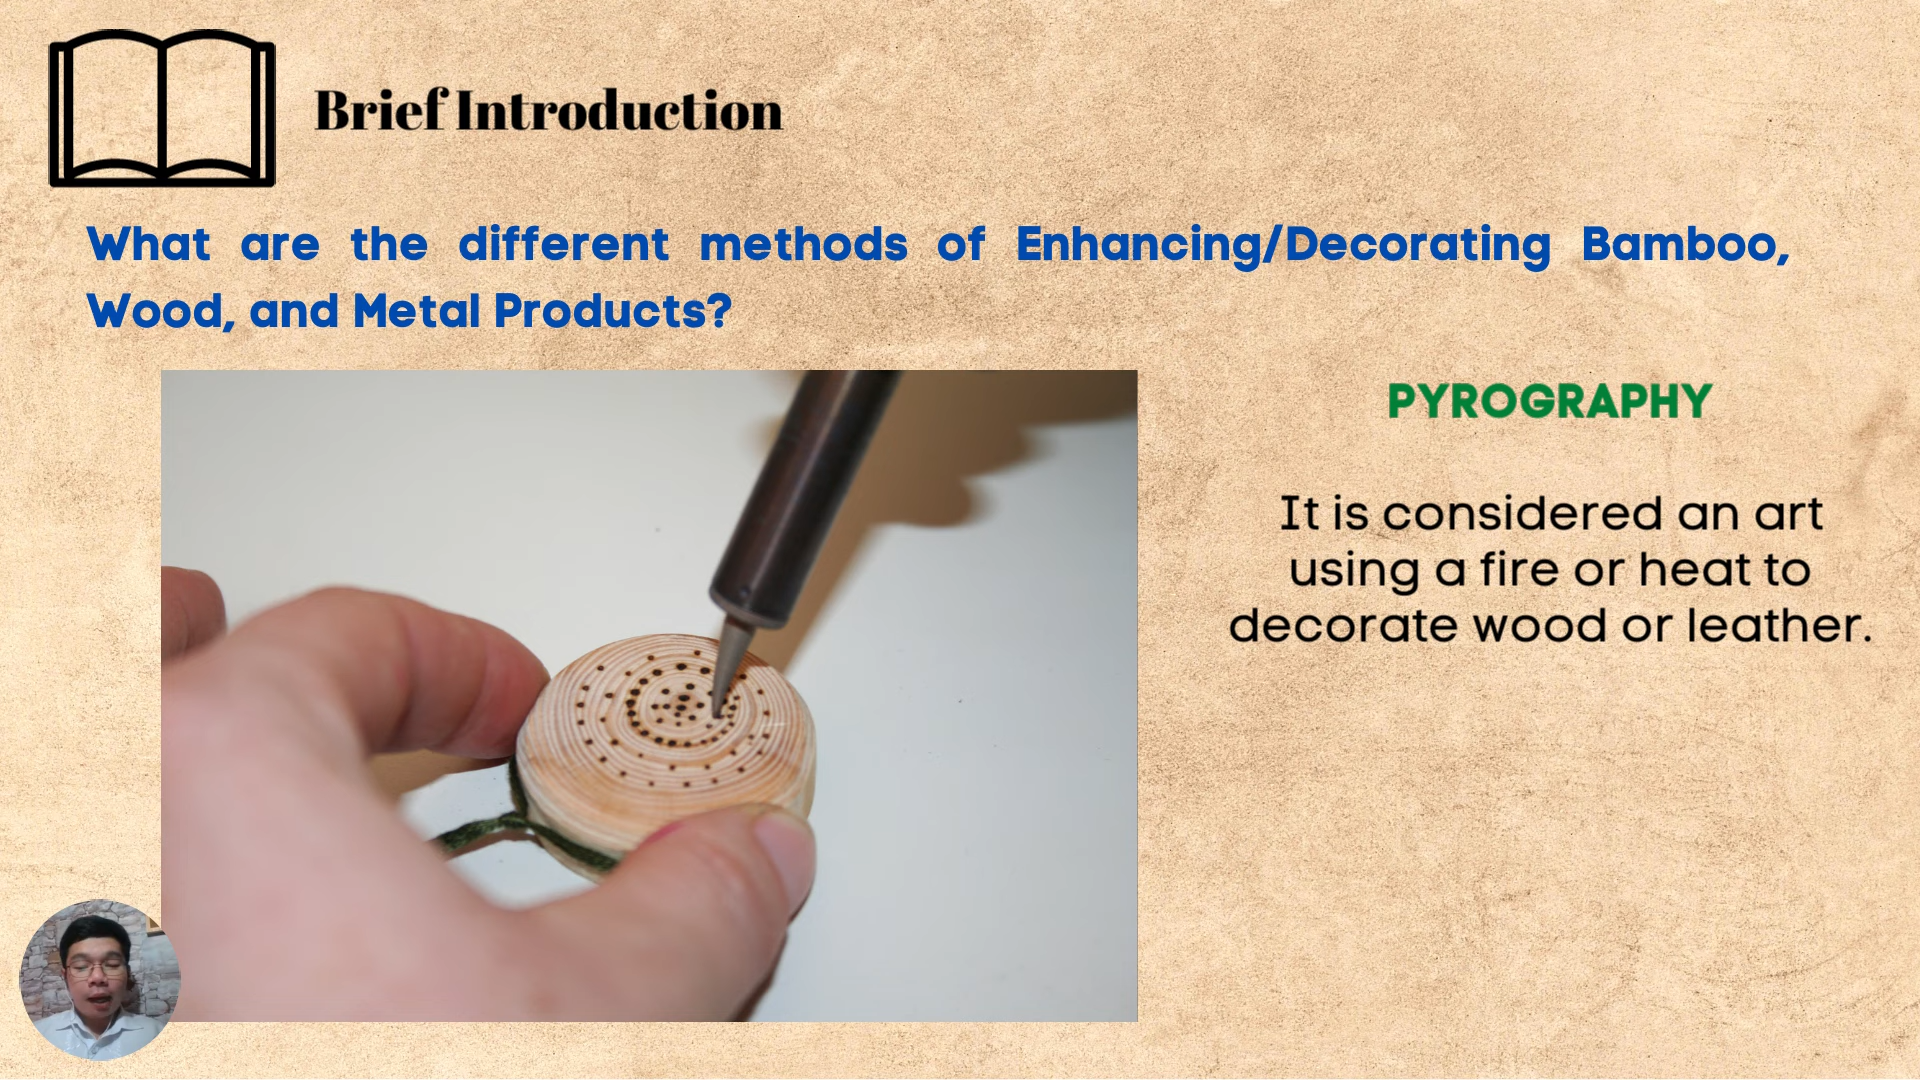 Brief Introduction
What are the different methods of Enhancing/Decorating Bamboo,
Wood, and Metal Products?
PYROGRAPHY
It is considered an art
using a fire or heat to
decorate wood or leather.